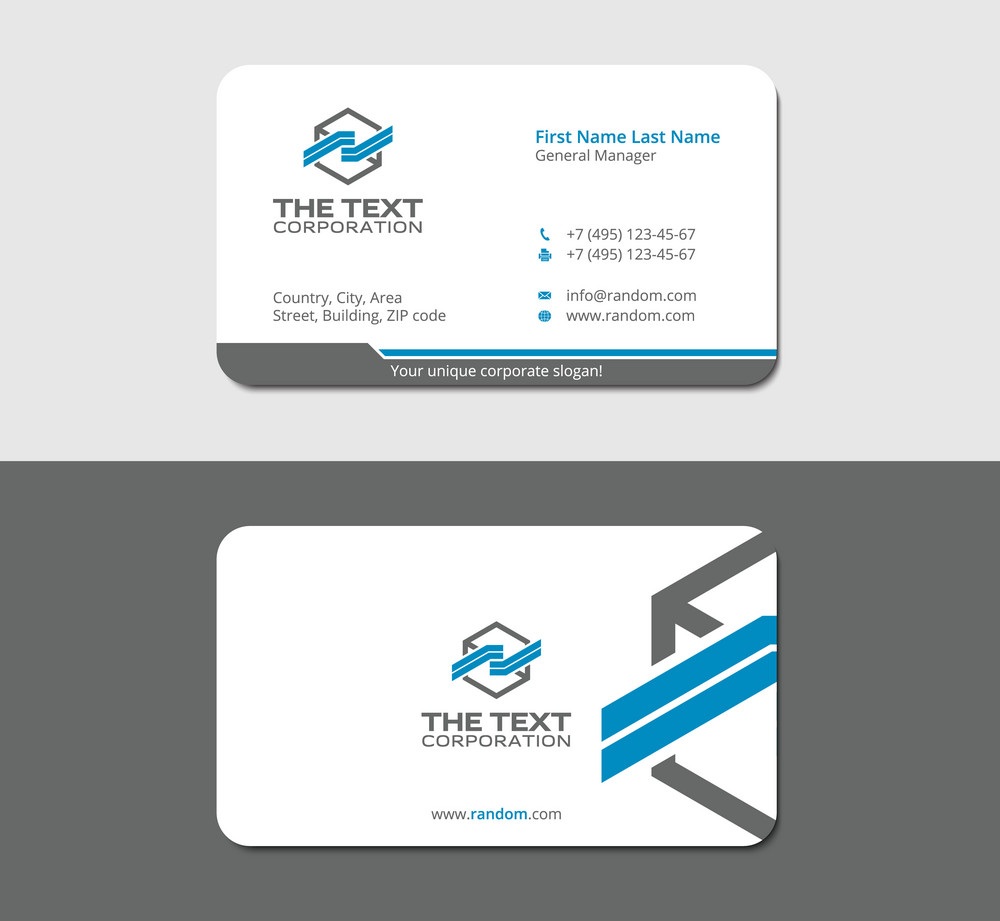 THE TEXT
CORPORATION
Country, City, Area
Street, Building, ZIP code
First Name Last Name
General Manager
+7 (495) 123-45-67
+7 (495) 123-45-67
info@random.com
www.random.com
Your unique corporate slogan!
THE TEXT
CORPORATION
www.random.com